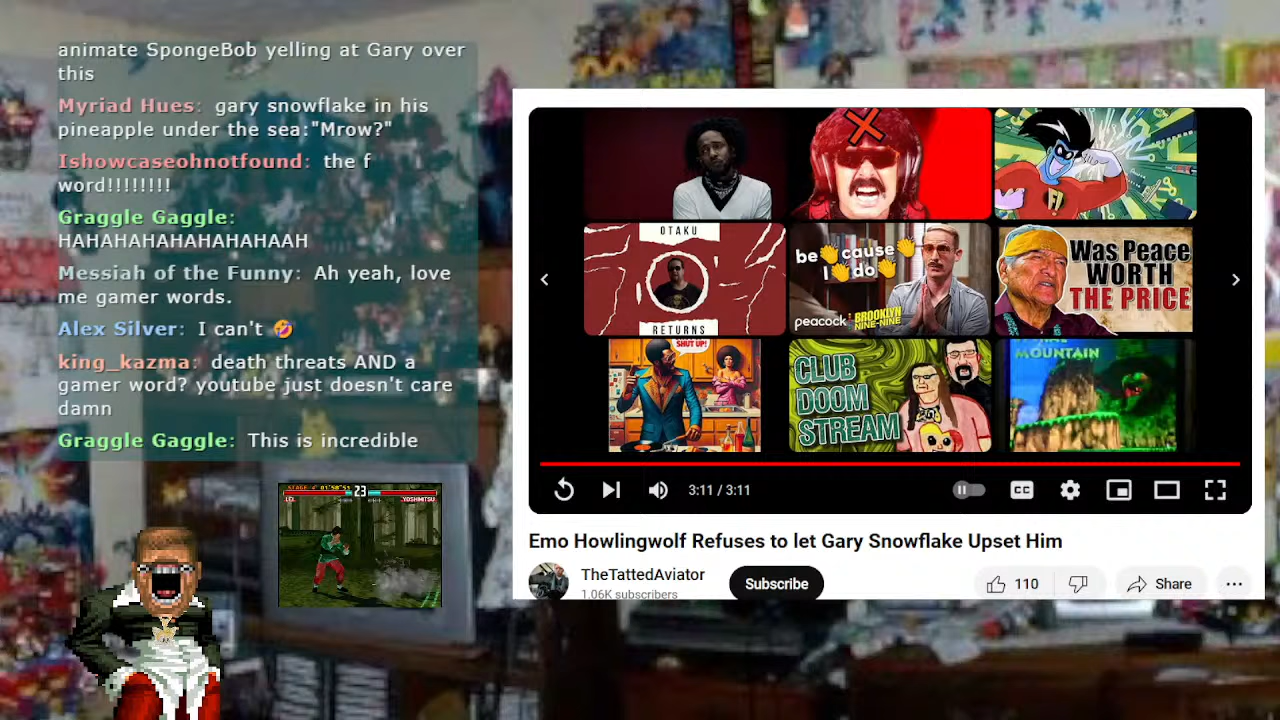 animate SpongeBob yelling at Gary over
this
Myriad Hues: gary snowflake in his
pineapple under the sea:"Mrow?"
Ishowcaseohnotfound: the f
word!!!!!!!!
Graggle Gaggle:
HAHAHAHAHAHAHAHAAH
Messiah of the Funny: Ah yeah, love
me gamer words.
Alex Silver: I can't 🤣
king_kazma: death threats AND a
gamer word? youtube just doesn't care
damn
Graggle Gaggle: This is incredible
23
LEI
YOSHIMITSU
F!
OTAKU
RETURNS
be👏cause👏
I👏do👏
peacock
BROOKLYN
NINE-NINE
Was Peace
WORTH
THE PRICE
SHUT UP!
CLUB
DOOM
STREAM
MOUNTAIN
3:11 / 3:11
CC
Emo Howlingwolf Refuses to let Gary Snowflake Upset Him
TheTattedAviator
1.06K subscribers
Subscribe
110
Share